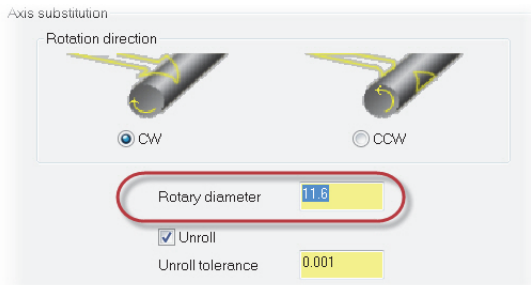 Axis substitution
Rotation direction
CW
CCW
Rotary diameter 11.6
Unroll
Unroll tolerance 0.001